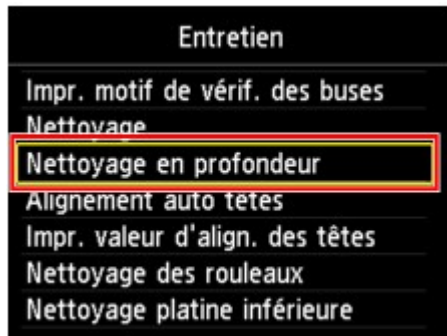 Entretien
Impr. motif de vérif. des buses
Nettoyage
Nettoyage en profondeur
Alignement auto têtes
Impr. valeur d'align. des têtes
Nettoyage des rouleaux
Nettoyage platine inférieure